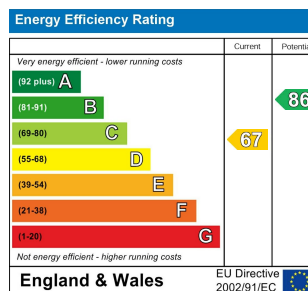 Energy Efficiency Rating
Current
Potenti
Very energy efficient - lower running costs
(92 plus) A
(81-91) B
86
(69-80) C
67
(55-68) D
(39-54) E
(21-38) F
(1-20) G
Not energy efficient - higher running costs
England & Wales
EU Directive
2002/91/EC